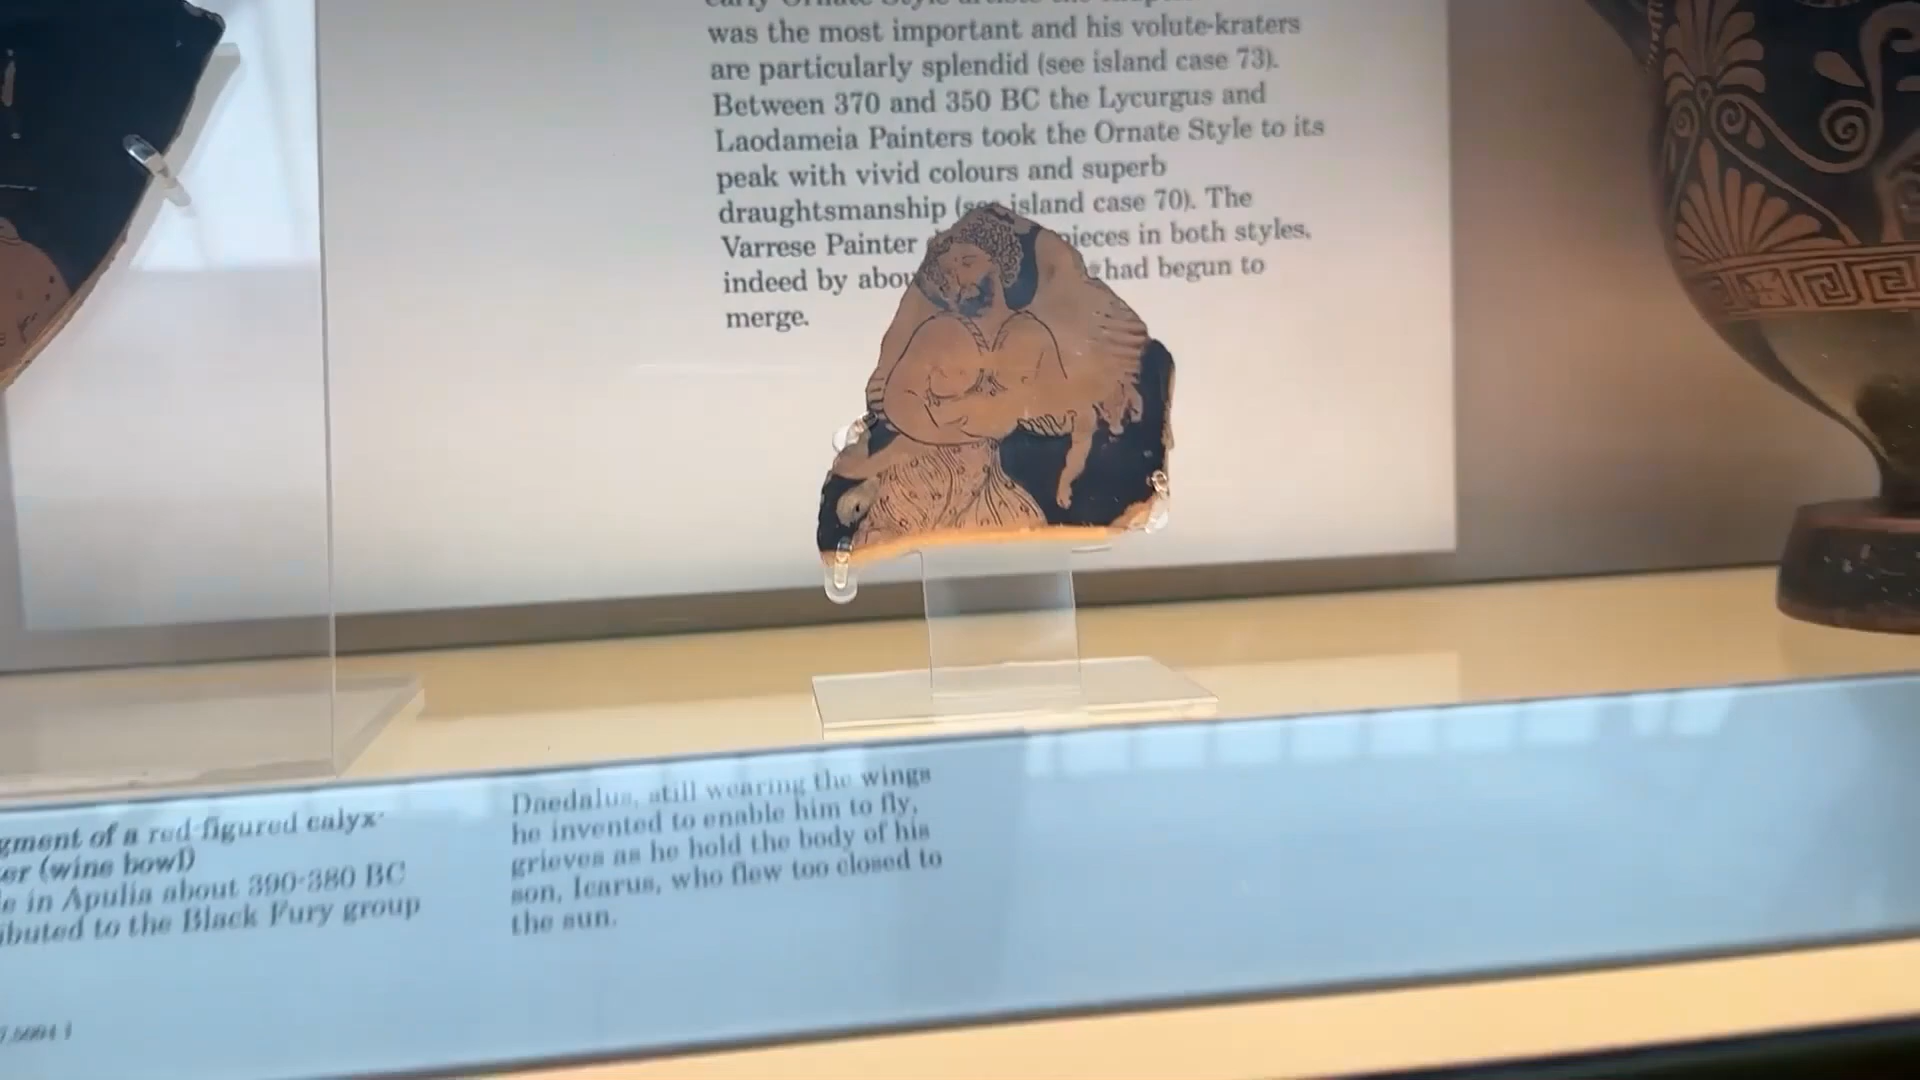 was the most important and his volute-kraters
are particularly splendid (see island case 73).
Between 370 and 350 BC the Lycurgus and
Laodameia Painters took the Ornate Style to its
peak with vivid colours and superb
draughtsmanship (see island case 70). The
Varrese Painter pieces in both styles,
indeed by abou had begun to
merge.
gment of a red-figured calyx-
er (wine bowl)
e in Apulia about 390-380 BC
ibuted to the Black Fury group
Daedalus, still wearing the wings
he invented to enable him to fly,
grieves as he hold the body of his
son, Icarus, who flew too closed to
the sun.